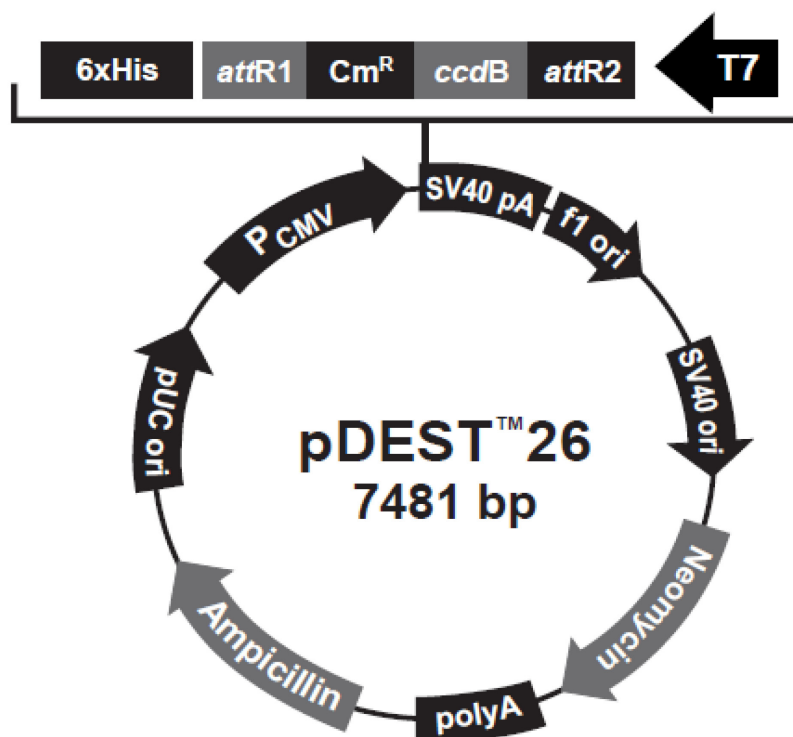 6xHis attR1 CmR ccdB attR2 T7
PCMV
SV40 pA
f1 ori
SV40 ori
Neomycin
polyA
Ampicillin
pUC ori
pDEST™26
7481 bp